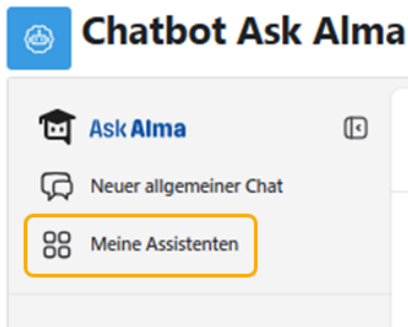 Chatbot Ask Alma
Ask Alma
Neuer allgemeiner Chat
Meine Assistenten